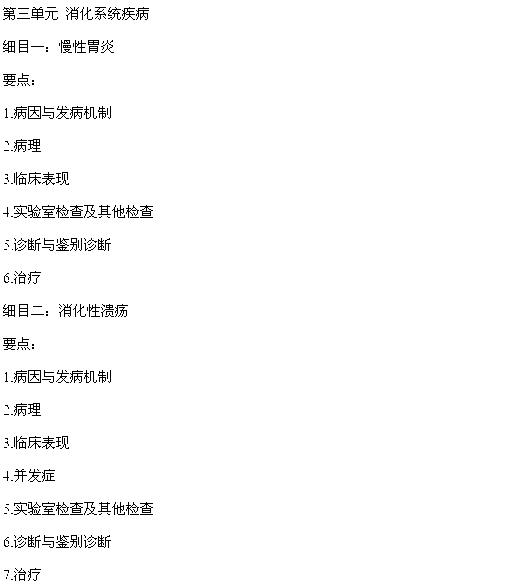 第三单元 消化系统疾病
细目一：慢性胃炎
要点：
1.病因与发病机制
2.病理
3.临床表现
4.实验室检查及其他检查
5.诊断与鉴别诊断
6.治疗
细目二：消化性溃疡
要点：
1.病因与发病机制
2.病理
3.临床表现
4.并发症
5.实验室检查及其他检查
6.诊断与鉴别诊断
7.治疗